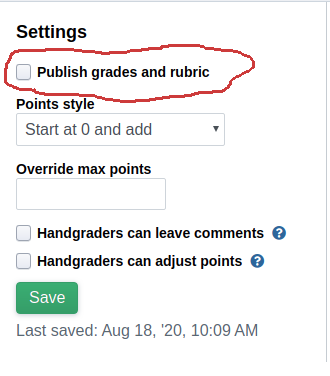 Settings
Publish grades and rubric
Points style
Start at 0 and add
Override max points
Handgraders can leave comments ?
Handgraders can adjust points ?
Save
Last saved: Aug 18, '20, 10:09 AM